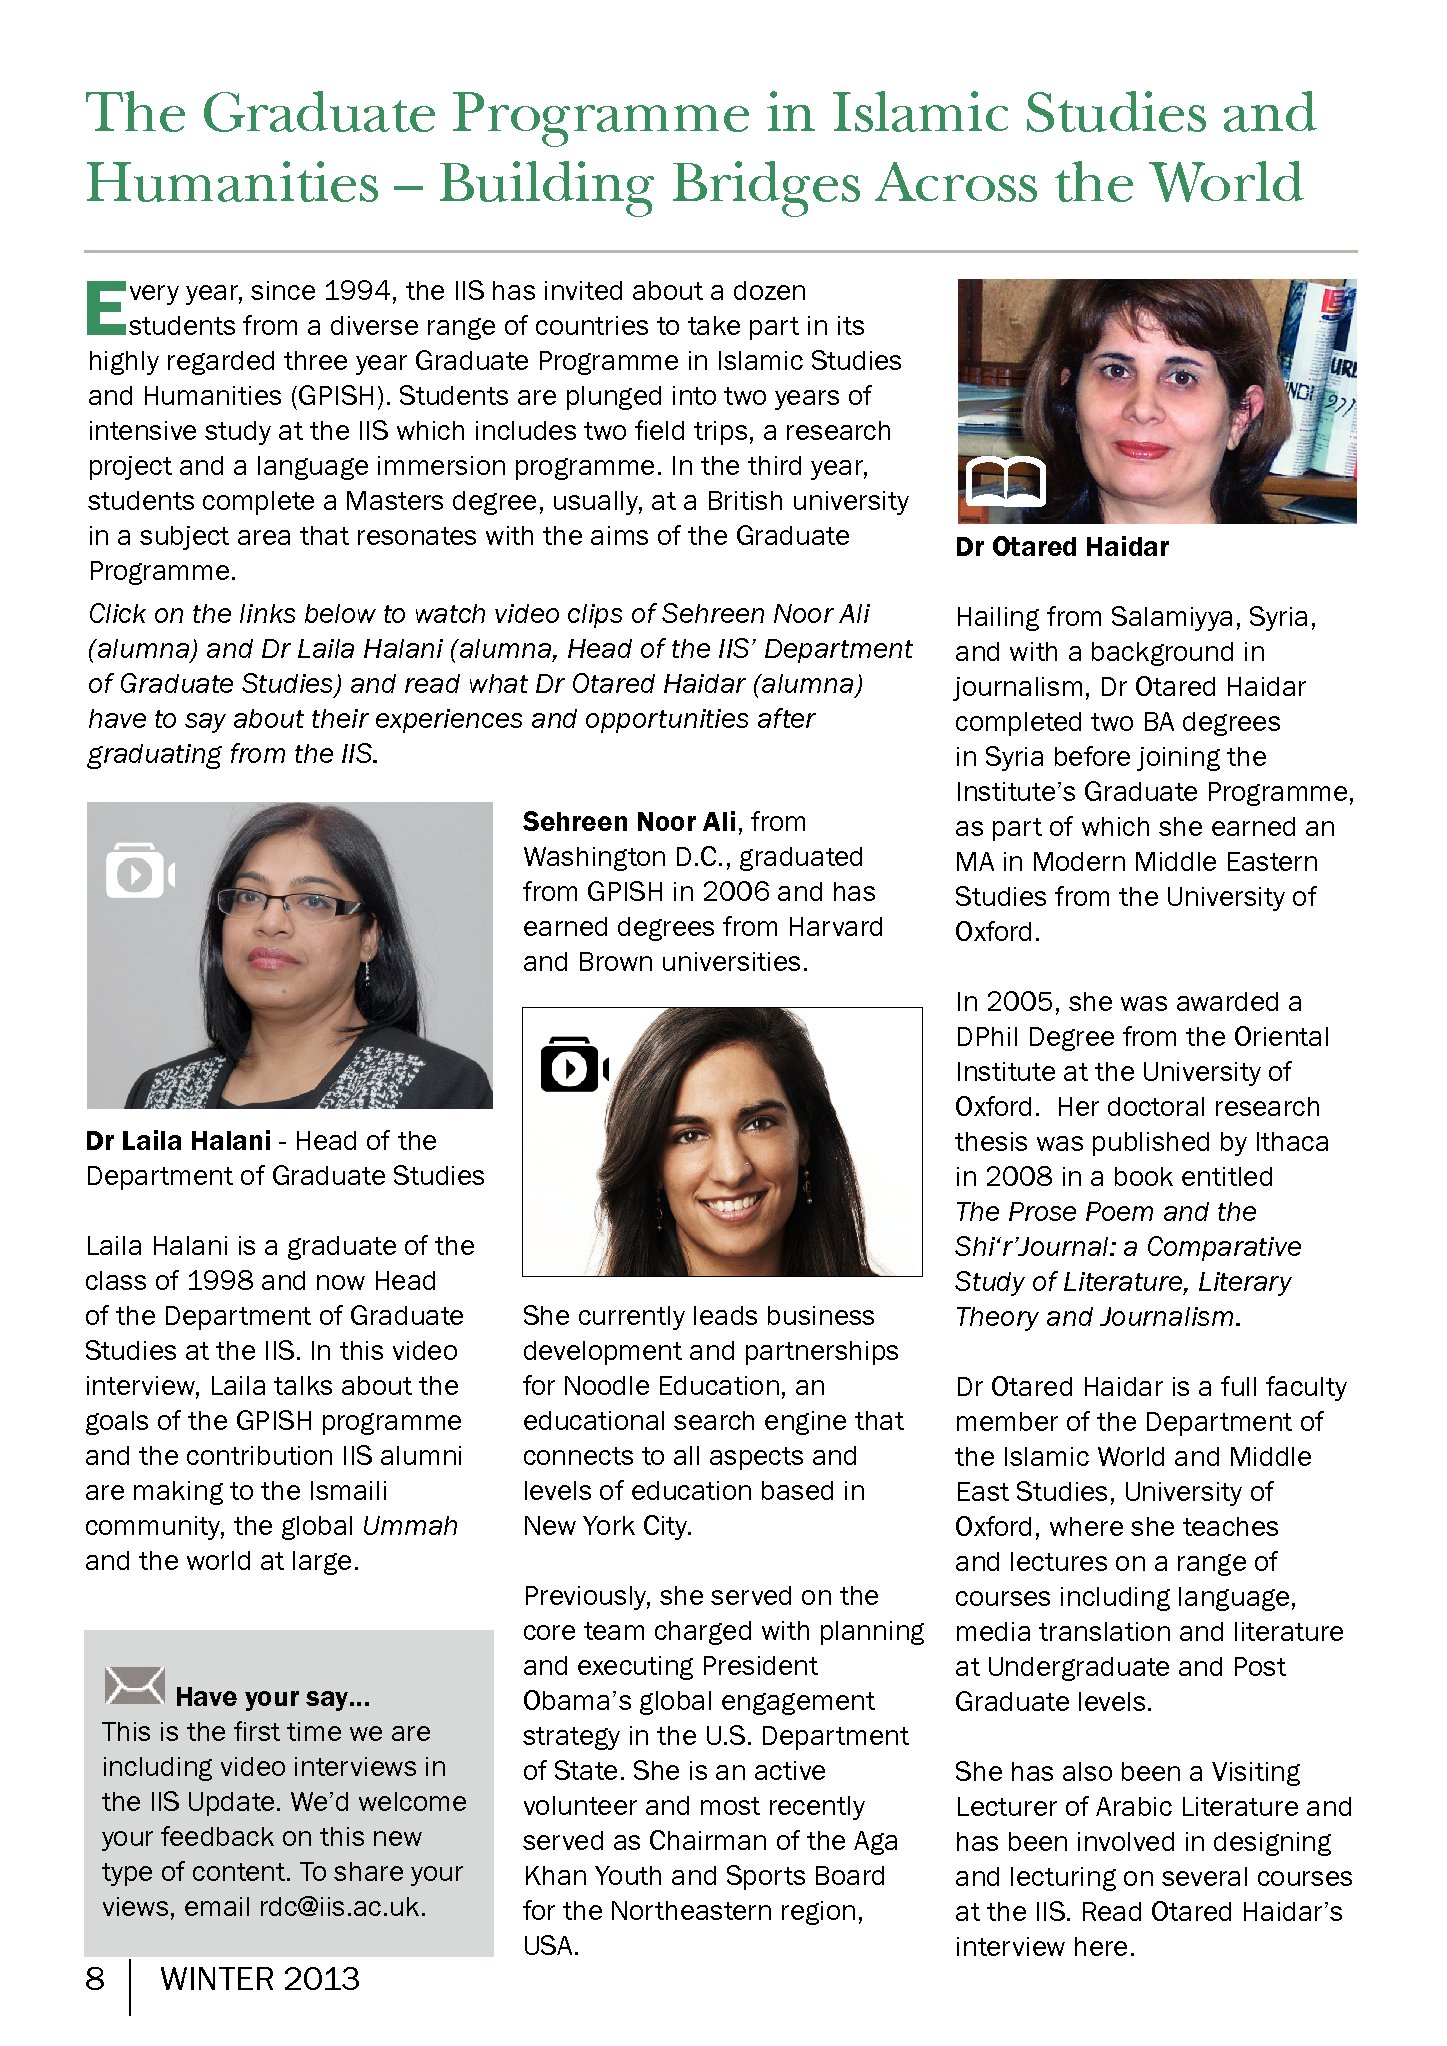 The Graduate Programme in Islamic Studies and
Humanities – Building Bridges Across the World
Every year, since 1994, the IIS has invited about a dozen
students from a diverse range of countries to take part in its
highly regarded three year Graduate Programme in Islamic Studies
and Humanities (GPISH). Students are plunged into two years of
intensive study at the IIS which includes two field trips, a research
project and a language immersion programme. In the third year,
students complete a Masters degree, usually, at a British university
in a subject area that resonates with the aims of the Graduate
Programme.
Click on the links below to watch video clips of Sehreen Noor Ali
(alumna) and Dr Laila Halani (alumna, Head of the IIS’ Department
of Graduate Studies) and read what Dr Otared Haidar (alumna)
have to say about their experiences and opportunities after
graduating from the IIS.
Dr Laila Halani - Head of the
Department of Graduate Studies
Laila Halani is a graduate of the
class of 1998 and now Head
of the Department of Graduate
Studies at the IIS. In this video
interview, Laila talks about the
goals of the GPISH programme
and the contribution IIS alumni
are making to the Ismaili
community, the global Ummah
and the world at large.
Have your say...
This is the first time we are
including video interviews in
the IIS Update. We’d welcome
your feedback on this new
type of content. To share your
views, email rdc@iis.ac.uk.
Sehreen Noor Ali, from
Washington D.C., graduated
from GPISH in 2006 and has
earned degrees from Harvard
and Brown universities.
She currently leads business
development and partnerships
for Noodle Education, an
educational search engine that
connects to all aspects and
levels of education based in
New York City.
Previously, she served on the
core team charged with planning
and executing President
Obama’s global engagement
strategy in the U.S. Department
of State. She is an active
volunteer and most recently
served as Chairman of the Aga
Khan Youth and Sports Board
for the Northeastern region,
USA.
Dr Otared Haidar
Hailing from Salamiyya, Syria,
and with a background in
journalism, Dr Otared Haidar
completed two BA degrees
in Syria before joining the
Institute’s Graduate Programme,
as part of which she earned an
MA in Modern Middle Eastern
Studies from the University of
Oxford.
In 2005, she was awarded a
DPhil Degree from the Oriental
Institute at the University of
Oxford.  Her doctoral research
thesis was published by Ithaca
in 2008 in a book entitled
The Prose Poem and the
Shi‘r’Journal: a Comparative
Study of Literature, Literary
Theory and Journalism.
Dr Otared Haidar is a full faculty
member of the Department of
the Islamic World and Middle
East Studies, University of
Oxford, where she teaches
and lectures on a range of
courses including language,
media translation and literature
at Undergraduate and Post
Graduate levels.
She has also been a Visiting
Lecturer of Arabic Literature and
has been involved in designing
and lecturing on several courses
at the IIS. Read Otared Haidar’s
interview here.
8 WINTER 2013